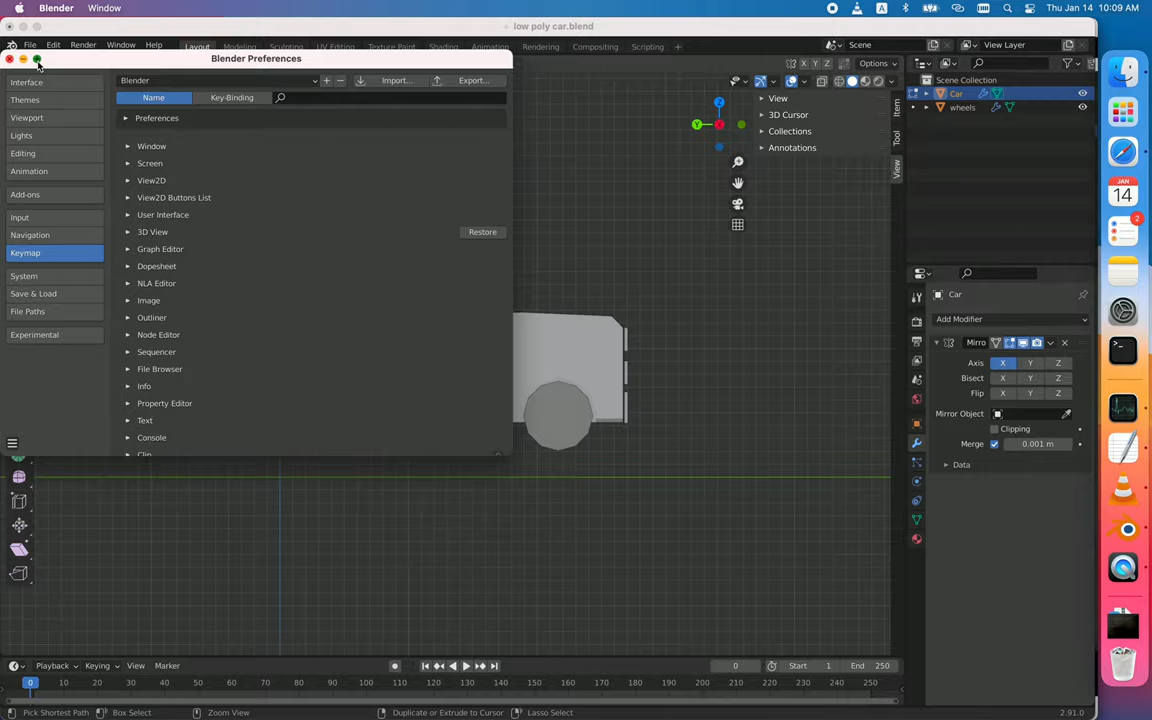 Blender Window A Thu Jan 14 10:09 AM
low poly car.blend
File Edit Render Window Help Layout Modeling Sculpting UV Editing Texture Paint Shading Animation Rendering Compositing Scripting + Scene View Layer
Blender Preferences
X Y Z Options
Interface
Themes
Viewport
Lights
Editing
Animation
Add-ons
Input
Navigation
Keymap
System
Save & Load
File Paths
Experimental
Blender Import... Export...
Name Key-Binding
Preferences
Window
Screen
View2D
View2D Buttons List
User Interface
3D View Restore
Graph Editor
Dopesheet
NLA Editor
Image
Outliner
Node Editor
Sequencer
File Browser
Info
Property Editor
Text
Console
Clip
Z
Y X
View
3D Cursor
Collections
Annotations
Item
Tool
View
Scene Collection
Car
wheels
Car
Add Modifier
Mirro
Axis X Y Z
Bisect X Y Z
Flip X Y Z
Mirror Object
Clipping
Merge 0.001 m
Data
JAN
14
2
Playback Keying View Marker 0 Start 1 End 250
0 10 20 30 40 50 60 70 80 90 100 110 120 130 140 150 160 170 180 190 200 210 220 230 240 250
Pick Shortest Path Box Select Zoom View Duplicate or Extrude to Cursor Lasso Select 2.91.0